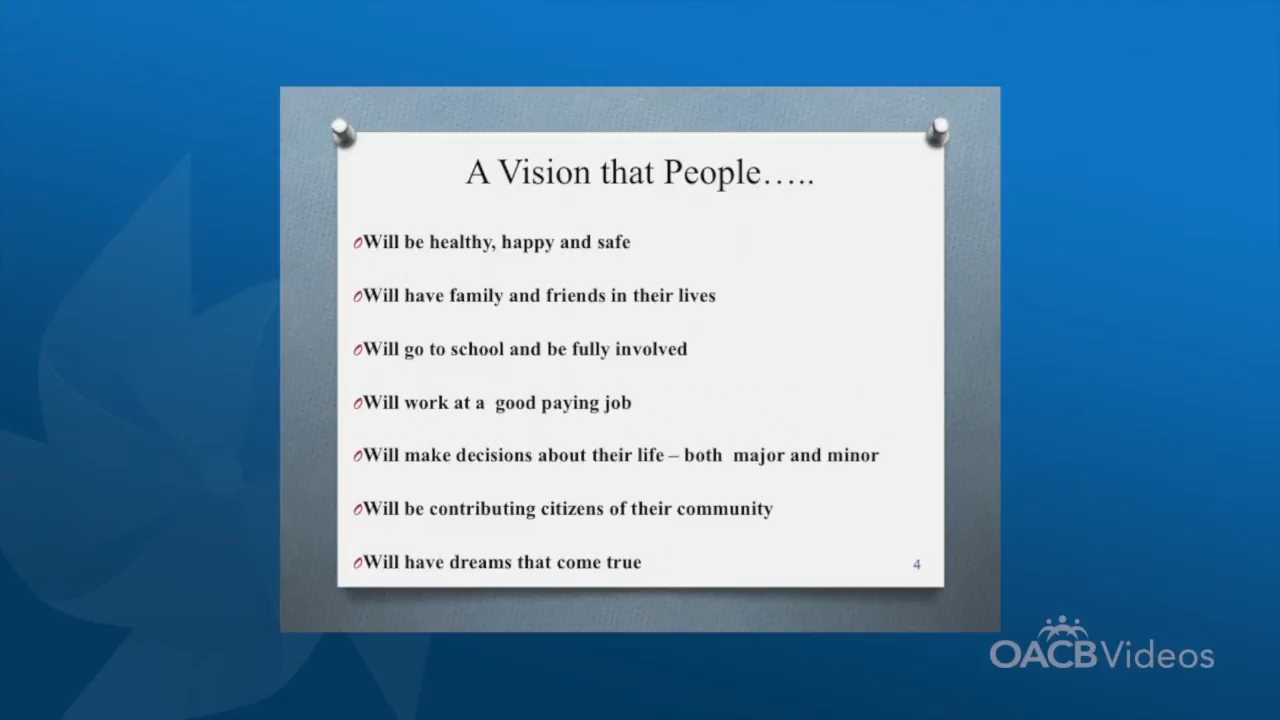 A Vision that People…..
Will be healthy, happy and safe
Will have family and friends in their lives
Will go to school and be fully involved
Will work at a  good paying job
Will make decisions about their life – both  major and minor
Will be contributing citizens of their community
Will have dreams that come true
4
OACBVideos